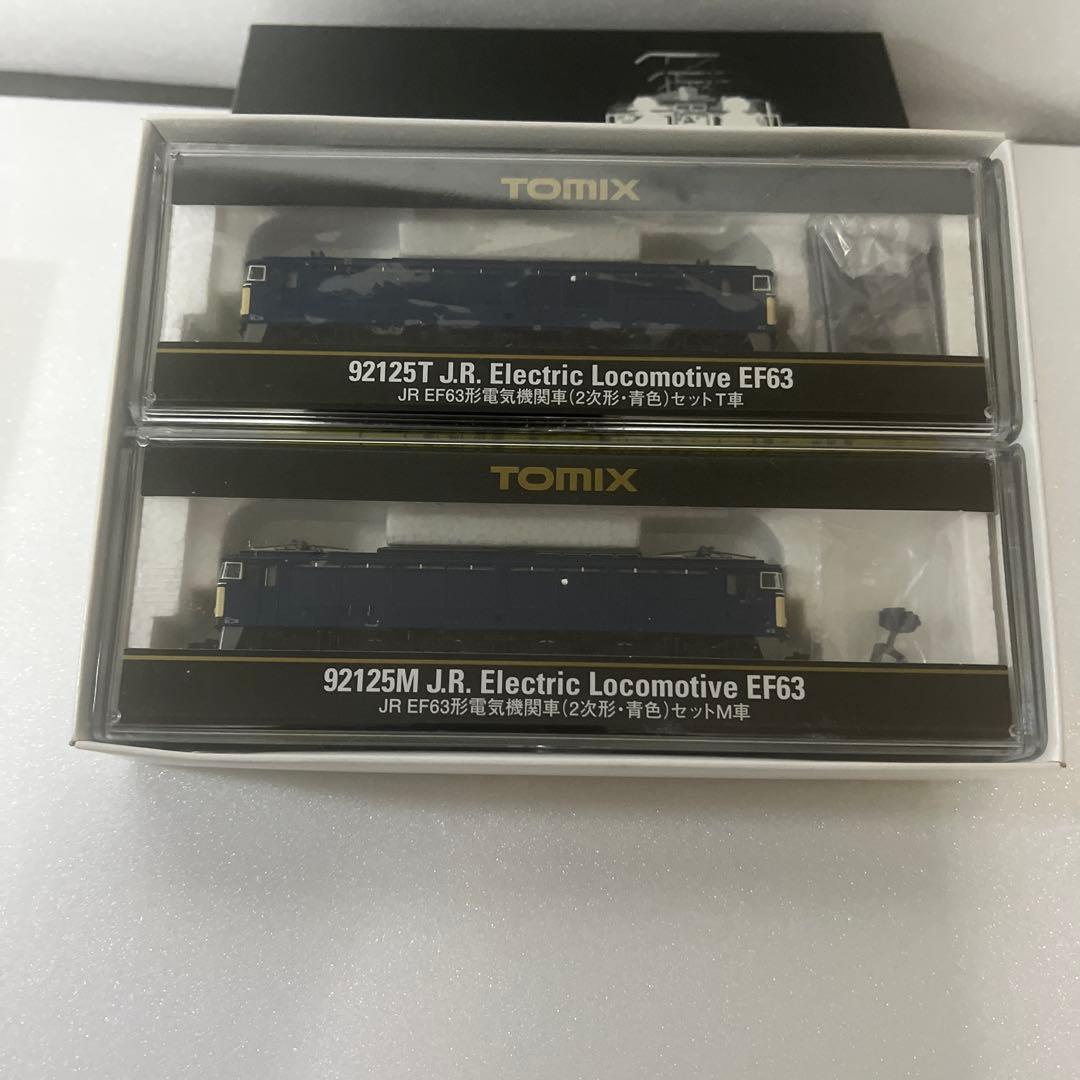 TOMIX
92125T J.R. Electric Locomotive EF63
JR EF63形電気機関車(2次形・青色)セットT車
TOMIX
92125M J.R. Electric Locomotive EF63
JR EF63形電気機関車(2次形・青色)セットM車